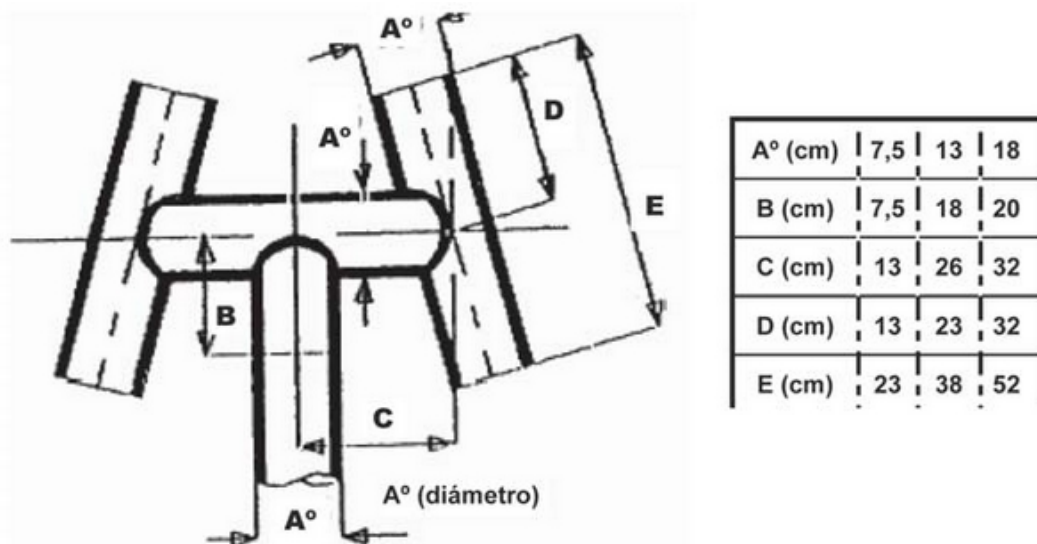 Aº
Aº
D
E
B
C
Aº
Aº (diámetro)
Aº (cm) 7,5 13 18
B (cm) 7,5 18 20
C (cm) 13 26 32
D (cm) 13 23 32
E (cm) 23 38 52